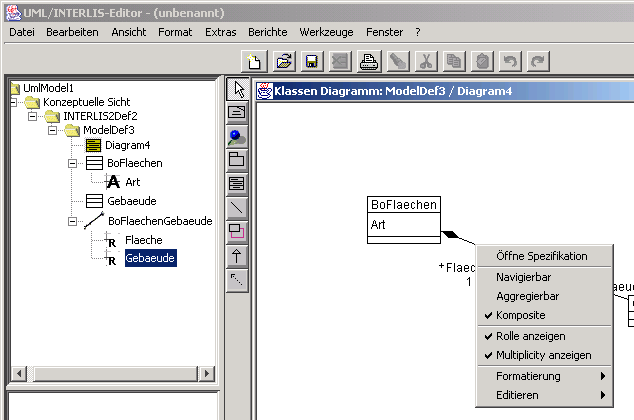 UML/INTERLIS-Editor - (unbenannt)
Datei Bearbeiten Ansicht Format Extras Berichte Werkzeuge Fenster ?
UmlModel1
Konzeptuelle Sicht
INTERLIS2Def2
ModelDef3
Diagram4
BoFlaechen
A Art
Gebaeude
BoFlaechenGebaeude
R Flaeche
R Gebaeude
Klassen Diagramm: ModelDef3 / Diagram4
BoFlaechen
Art
+Flaec
1
aeude
Öffne Spezifikation
Navigierbar
Aggregierbar
Komposite
Rolle anzeigen
Multiplicity anzeigen
Formatierung
Editieren